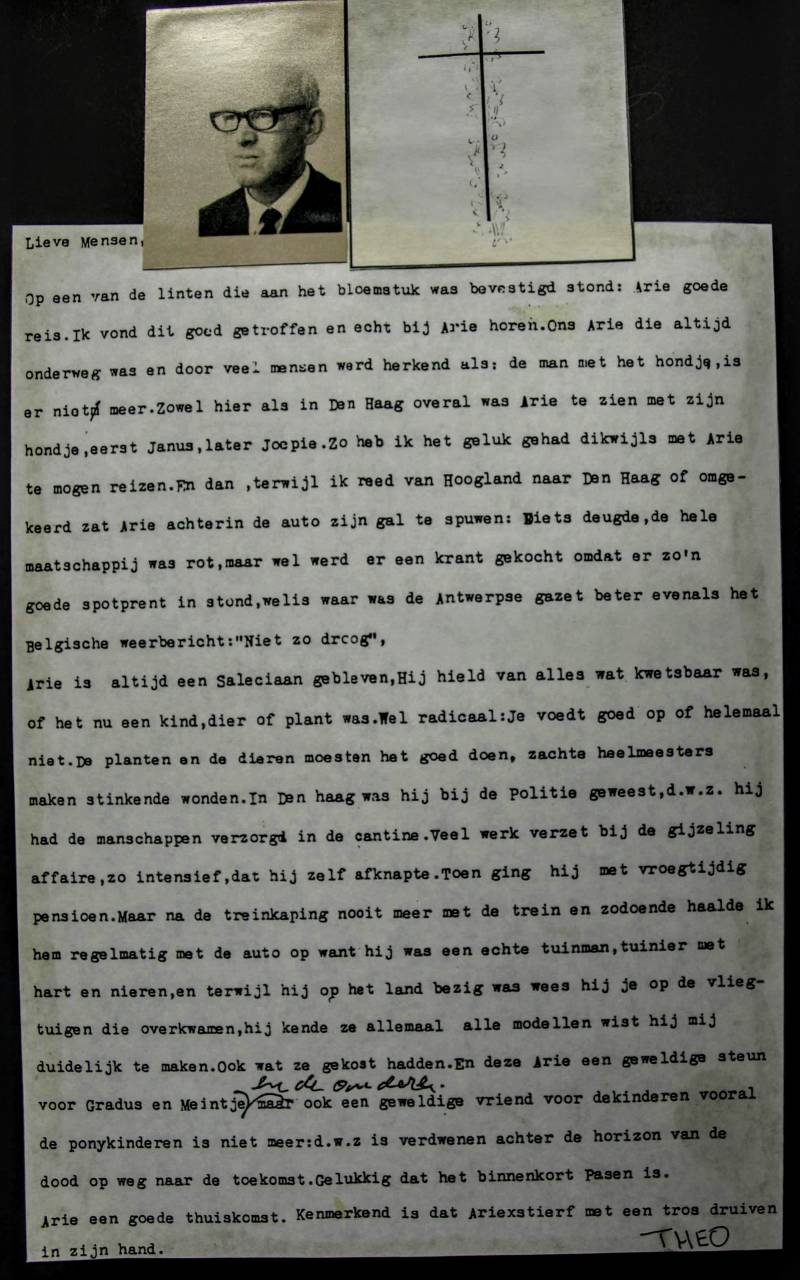 Lieve Mensen,
Op een van de linten die aan het bloemstuk was bevestigd stond: Arie goede
reis.Ik vond dit goed getroffen en echt bij Arie horen.Ons Arie die altijd
onderweg was en door veel mensen werd herkend als: de man met het hondje,is
er niet meer.Zowel hier als in Den Haag overal was Arie te zien met zijn
hondje,eerst Janus,later Joepie.Zo heb ik het geluk gehad dikwijls met Arie
te mogen reizen.En dan ,terwijl ik reed van Hoogland naar Den Haag of omge-
keerd zat Arie achterin de auto zijn gal te spuwen: Niets deugde,de hele
maatschappij was rot,maar wel werd er een krant gekocht omdat er zo'n
goede spotprent in stond,welis waar was de Antwerpse gazet beter evenals het
Belgische weerbericht:"Niet zo droog",
Arie is altijd een Saleciaan gebleven,Hij hield van alles wat kwetsbaar was,
of het nu een kind,dier of plant was.Wel radicaal:Je voedt goed op of helemaal
niet.De planten en de dieren moesten het goed doen, zachte heelmeesters
maken stinkende wonden.In Den haag was hij bij de Politie geweest,d.w.z. hij
had de manschappen verzorgd in de cantine.Veel werk verzet bij de gijzeling
affaire,zo intensief,dat hij zelf afknapte.Toen ging hij met vroegtijdig
pensioen.Maar na de treinkaping nooit meer met de trein en zodoende haalde ik
hem regelmatig met de auto op want hij was een echte tuinman,tuinier met
hart en nieren,en terwijl hij op het land bezig was wees hij je op de vlieg-
tuigen die overkwamen,hij kende ze allemaal alle modellen wist hij mij
duidelijk te maken.Ook wat ze gekost hadden.En deze Arie een geweldige steun
voor Gradus en Meintje maar ook een geweldige vriend voor dekinderen vooral
de ponykinderen is niet meer:d.w.z is verdwenen achter de horizon van de
dood op weg naar de toekomst.Gelukkig dat het binnenkort Pasen is.
Arie een goede thuiskomst. Kenmerkend is dat Ariexstierf met een tros druiven
in zijn hand.
THEO